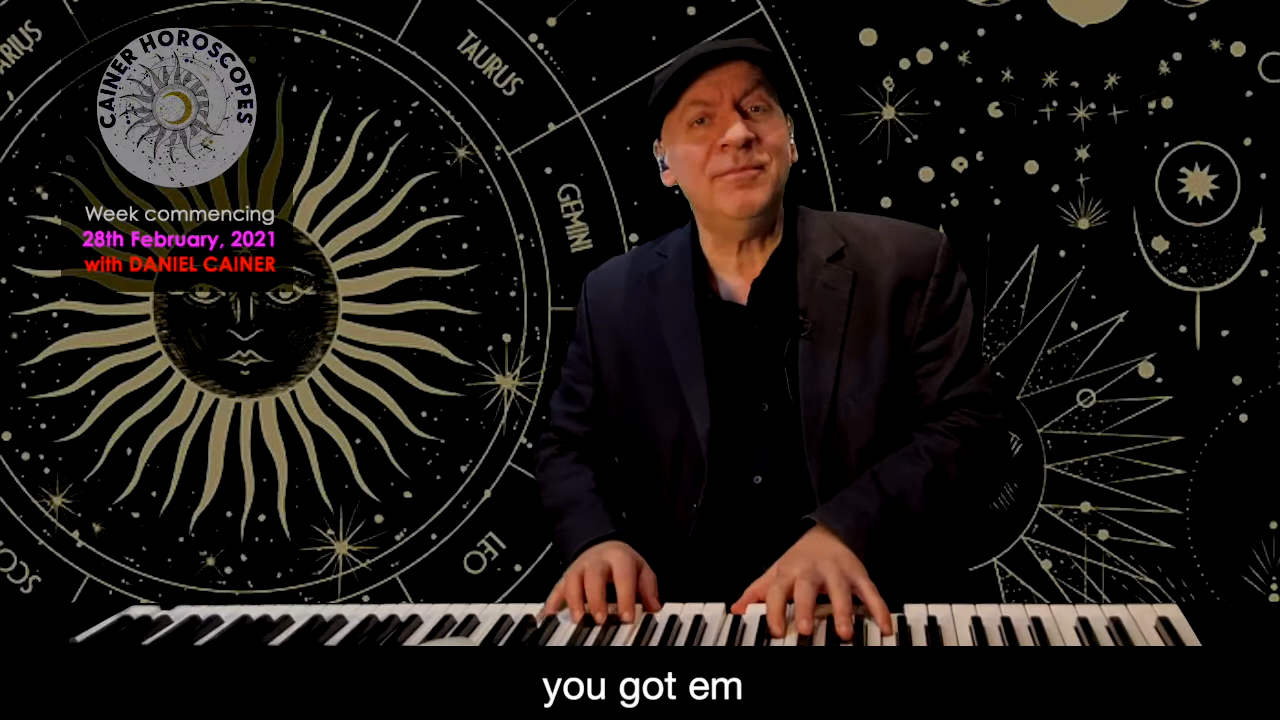 CAINER HOROSCOPES
Week commencing
28th February, 2021
with DANIEL CAINER
TAURUS
GEMINI
LEO
you got em